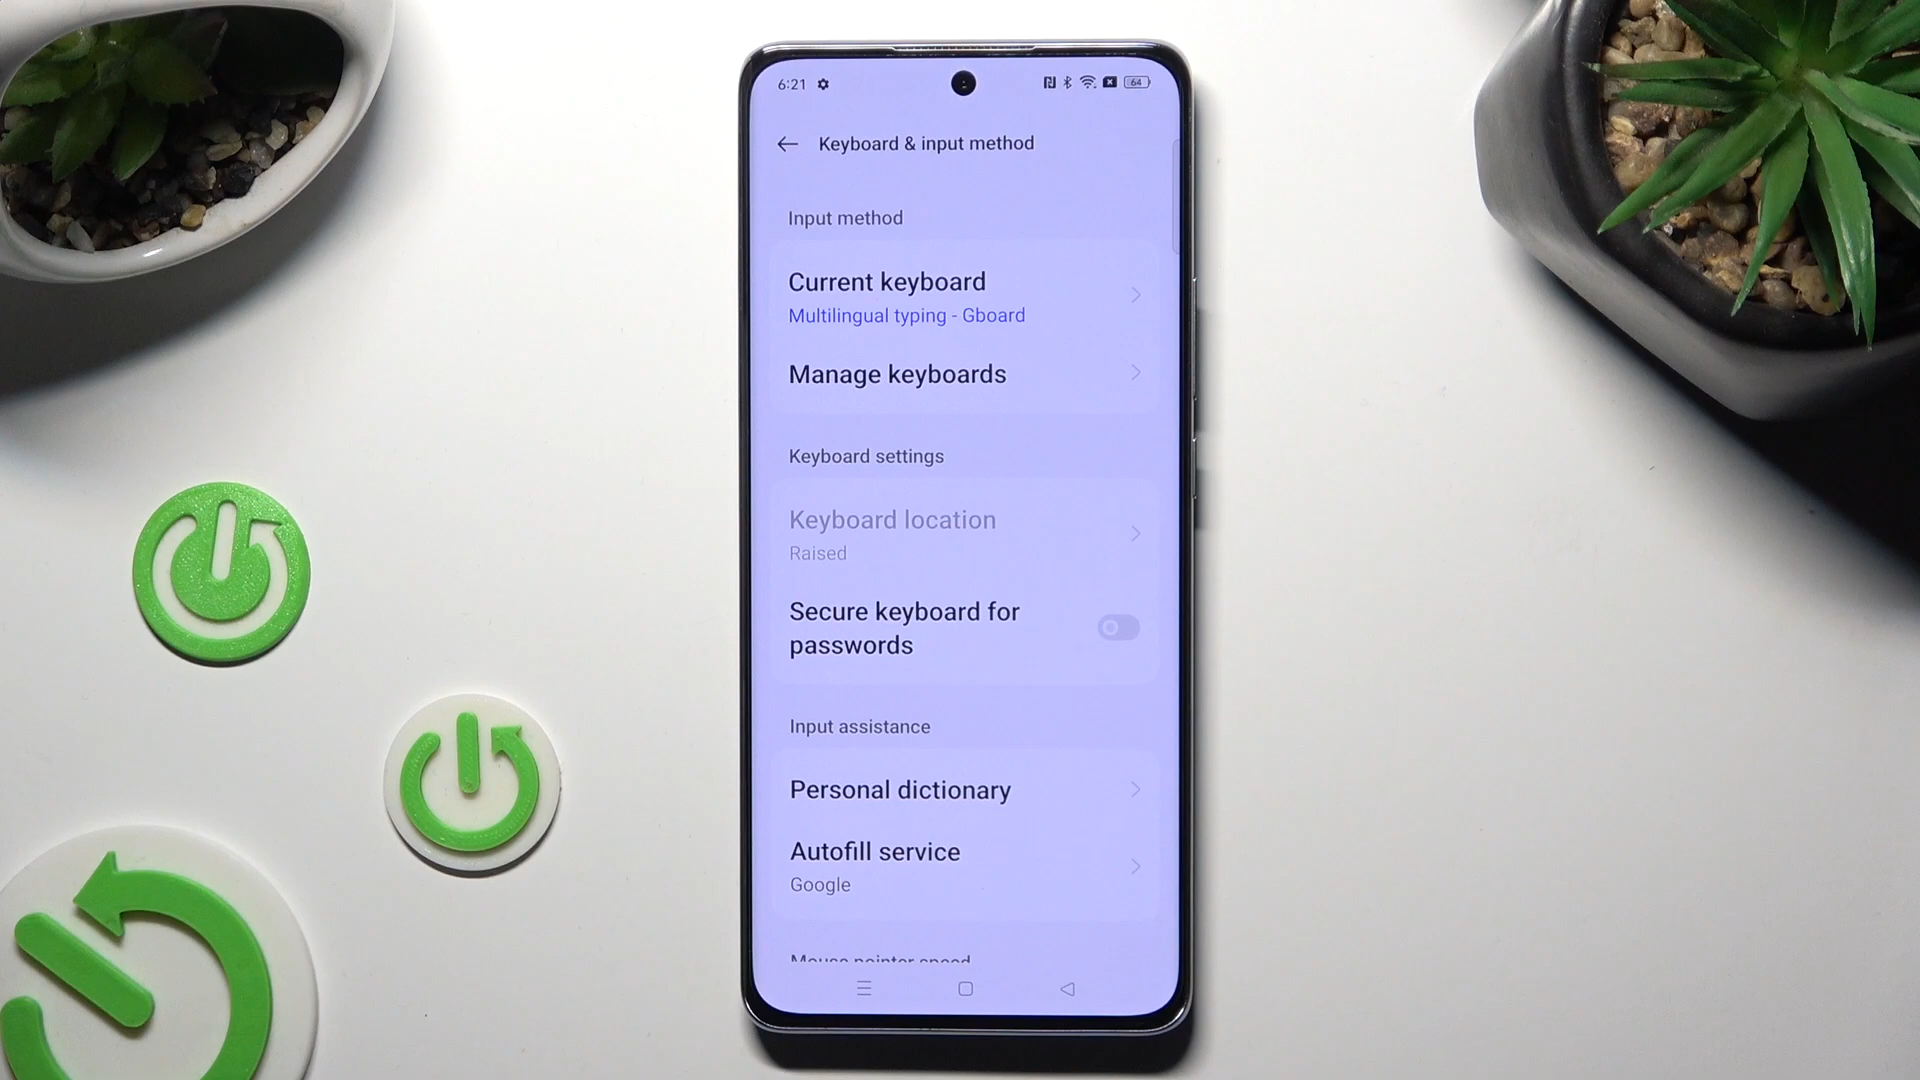 6:21
64
Keyboard & input method
Input method
Current keyboard
Multilingual typing - Gboard
Manage keyboards
Keyboard settings
Keyboard location
Raised
Secure keyboard for
passwords
Input assistance
Personal dictionary
Autofill service
Google
Mouse pointer speed